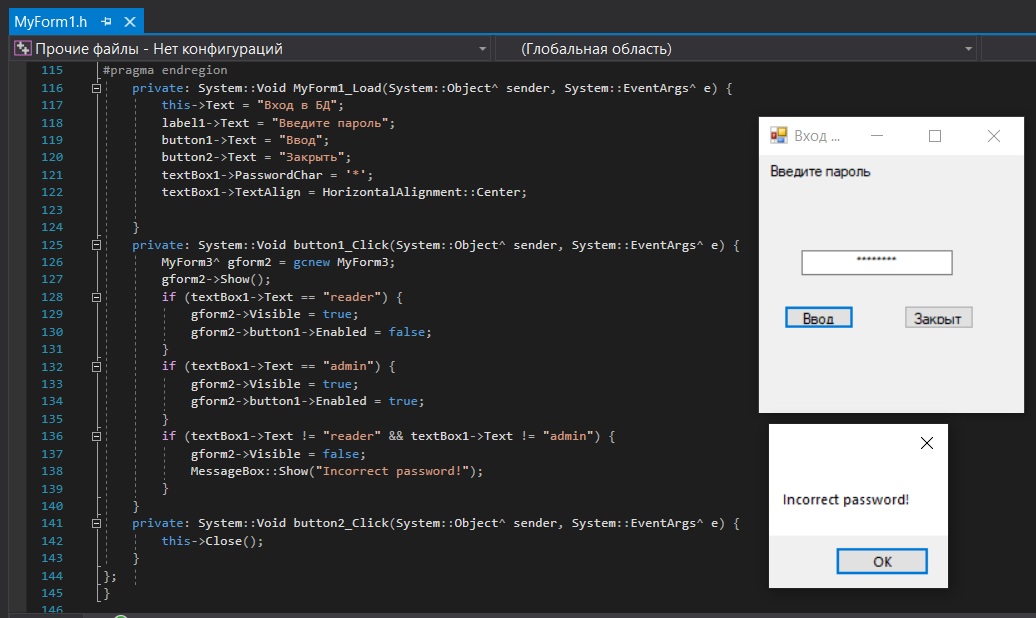 MyForm1.h
Прочие файлы - Нет конфигураций (Глобальная область)
115 #pragma endregion
116 private: System::Void MyForm1_Load(System::Object^ sender, System::EventArgs^ e) {
117 this->Text = "Вход в БД";
118 label1->Text = "Введите пароль";
119 button1->Text = "Ввод";
120 button2->Text = "Закрыть";
121 textBox1->PasswordChar = '*';
122 textBox1->TextAlign = HorizontalAlignment::Center;
123
124 }
125 private: System::Void button1_Click(System::Object^ sender, System::EventArgs^ e) {
126 MyForm3^ gform2 = gcnew MyForm3;
127 gform2->Show();
128 if (textBox1->Text == "reader") {
129 gform2->Visible = true;
130 gform2->button1->Enabled = false;
131 }
132 if (textBox1->Text == "admin") {
133 gform2->Visible = true;
134 gform2->button1->Enabled = true;
135 }
136 if (textBox1->Text != "reader" && textBox1->Text != "admin") {
137 gform2->Visible = false;
138 MessageBox::Show("Incorrect password!");
139 }
140 }
141 private: System::Void button2_Click(System::Object^ sender, System::EventArgs^ e) {
142 this->Close();
143 }
144 };
145 }
146
Вход ...
Введите пароль
********
Ввод Закрыт
Incorrect password!
OK